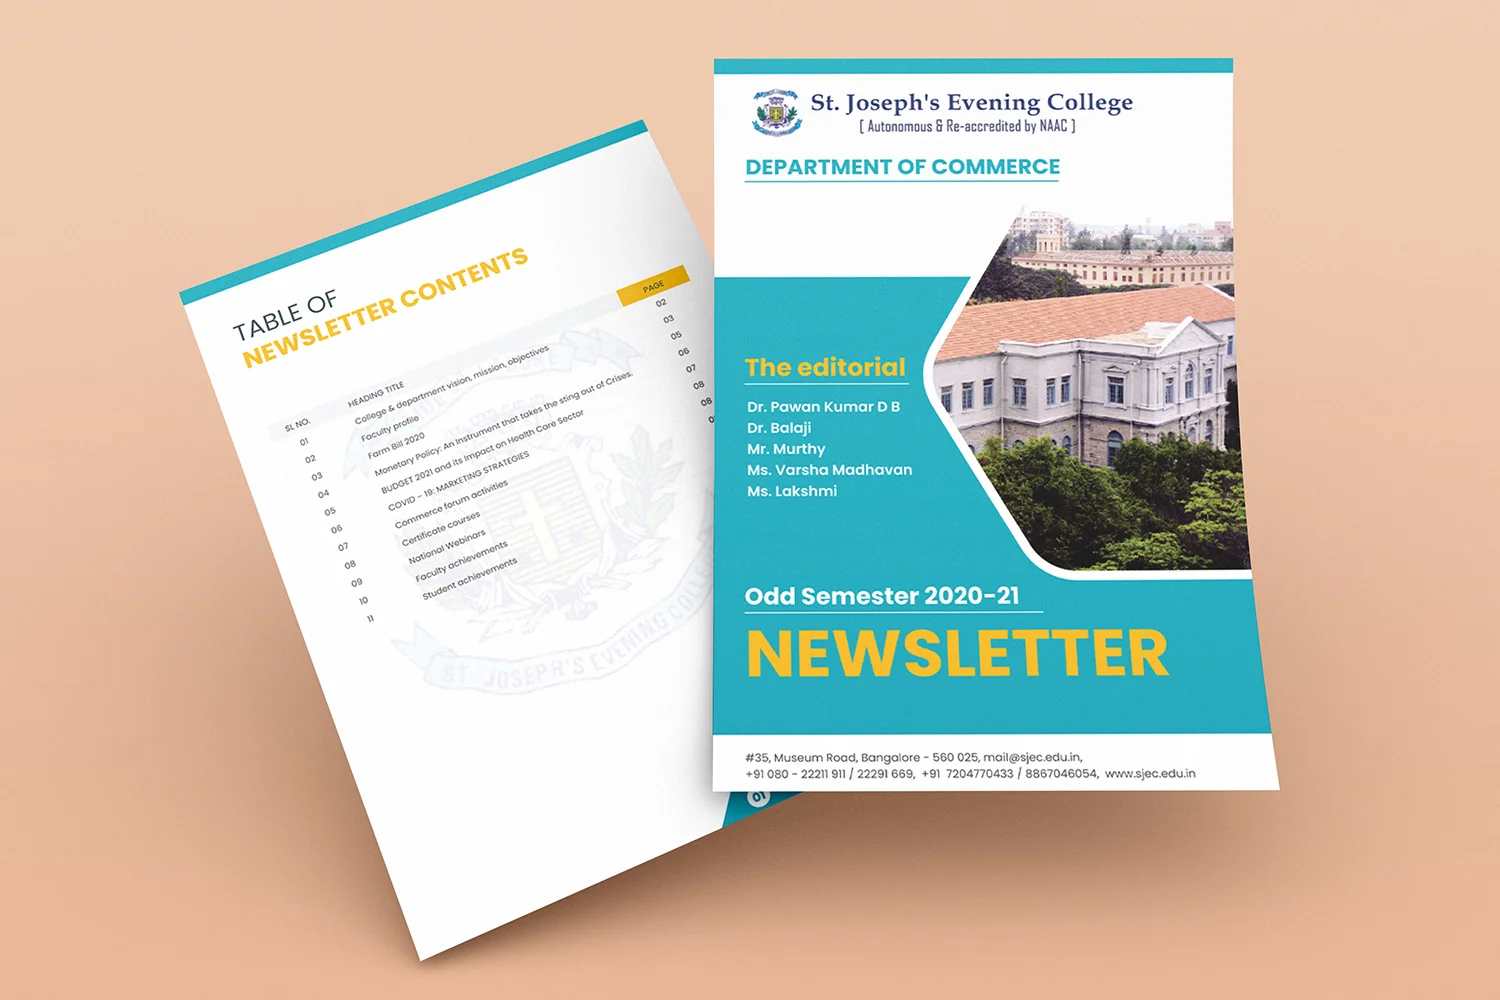 TABLE OF
NEWSLETTER CONTENTS
SL NO. HEADING TITLE PAGE
01 College & department vision, mission, objectives 02
02 Faculty profile 03
03 Farm Bill 2020 05
04 Monetary Policy: An Instrument that takes the sting out of Crises. 06
05 BUDGET 2021 and its Impact on Health Care Sector 07
06 COVID – 19: MARKETING STRATEGIES 08
07 Commerce forum activities 08
08 Certificate courses
09 National Webinars
10 Faculty achievements
11 Student achievements
ST. JOSEPH'S EVENING
01
St. Joseph's Evening College
[ Autonomous & Re-accredited by NAAC ]
DEPARTMENT OF COMMERCE
The editorial
Dr. Pawan Kumar D B
Dr. Balaji
Mr. Murthy
Ms. Varsha Madhavan
Ms. Lakshmi
Odd Semester 2020-21
NEWSLETTER
#35, Museum Road, Bangalore - 560 025, mail@sjec.edu.in,
+91 080 - 22211 911 / 22291 669, +91 7204770433 / 8867046054, www.sjec.edu.in